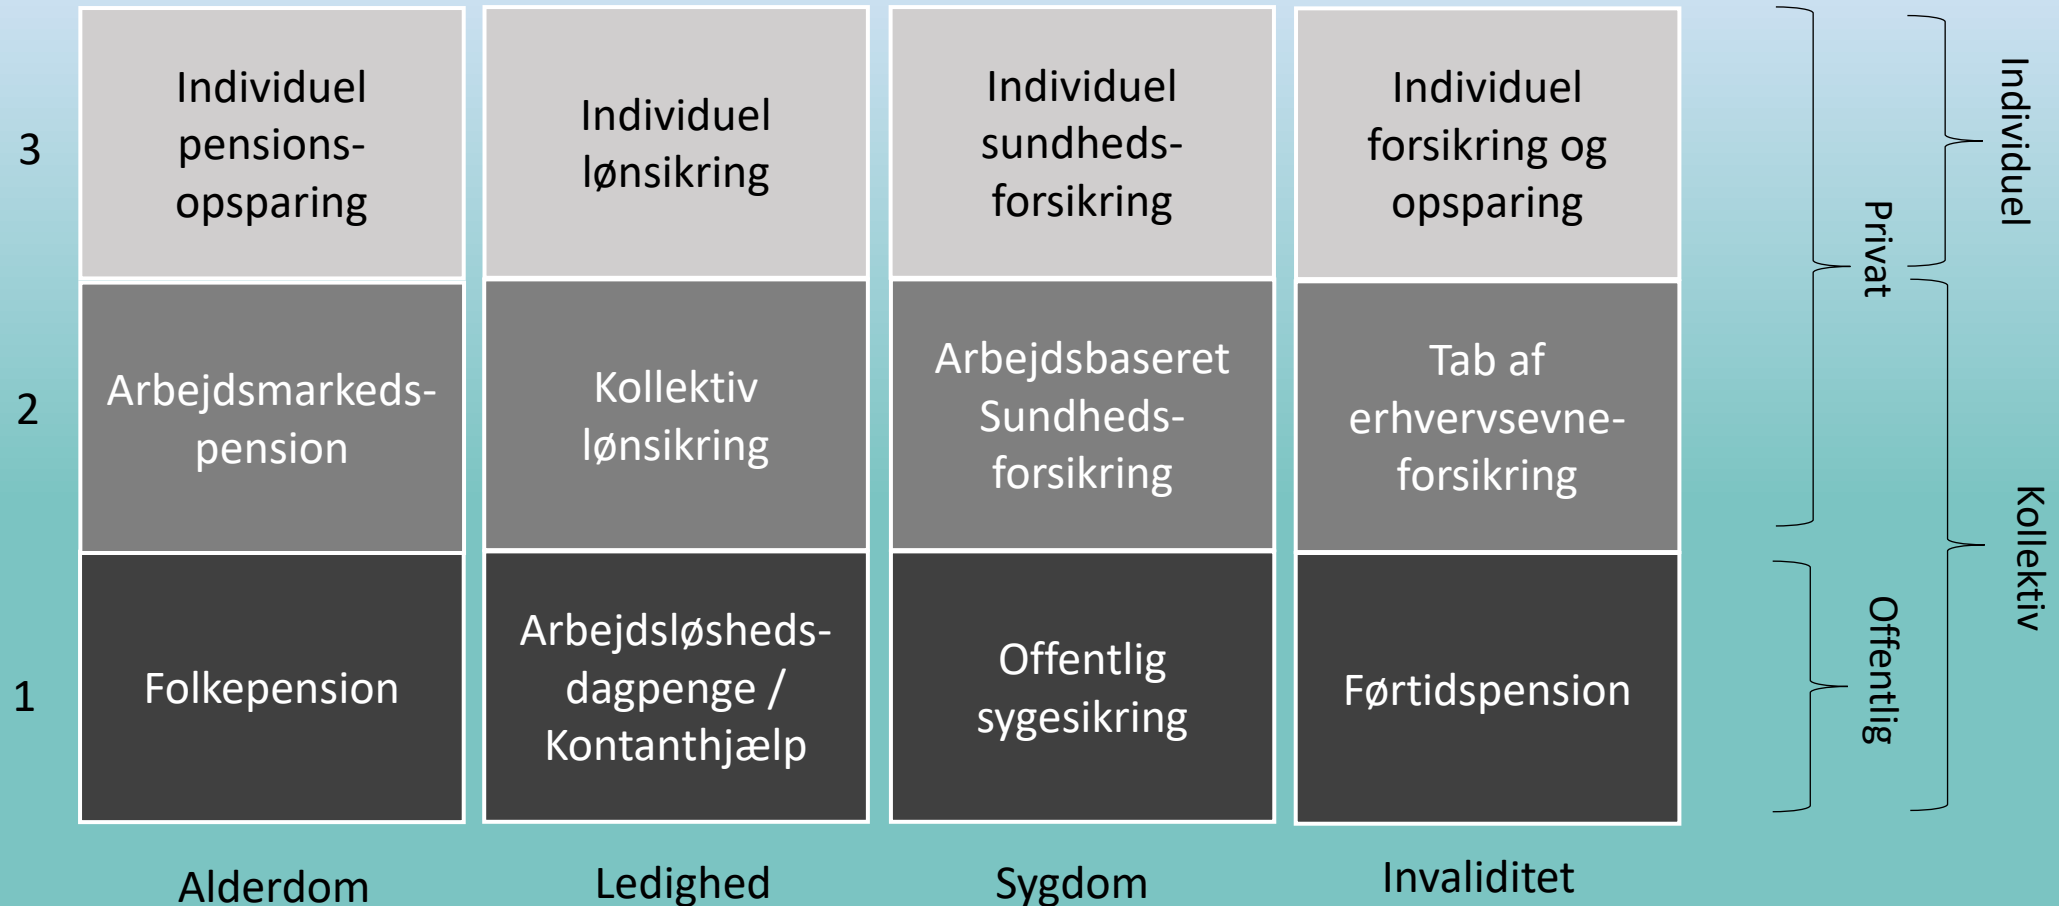 3
Individuel
pensions-
opsparing
Individuel
lønsikring
Individuel
sundheds-
forsikring
Individuel
forsikring og
opsparing
2
Arbejdsmarkeds-
pension
Kollektiv
lønsikring
Arbejdsbaseret
Sundheds-
forsikring
Tab af
erhvervsevne-
forsikring
1
Folkepension
Arbejdsløsheds-
dagpenge /
Kontanthjælp
Offentlig
sygesikring
Førtidspension
Alderdom
Ledighed
Sygdom
Invaliditet
Privat
Offentlig
Individuel
Kollektiv